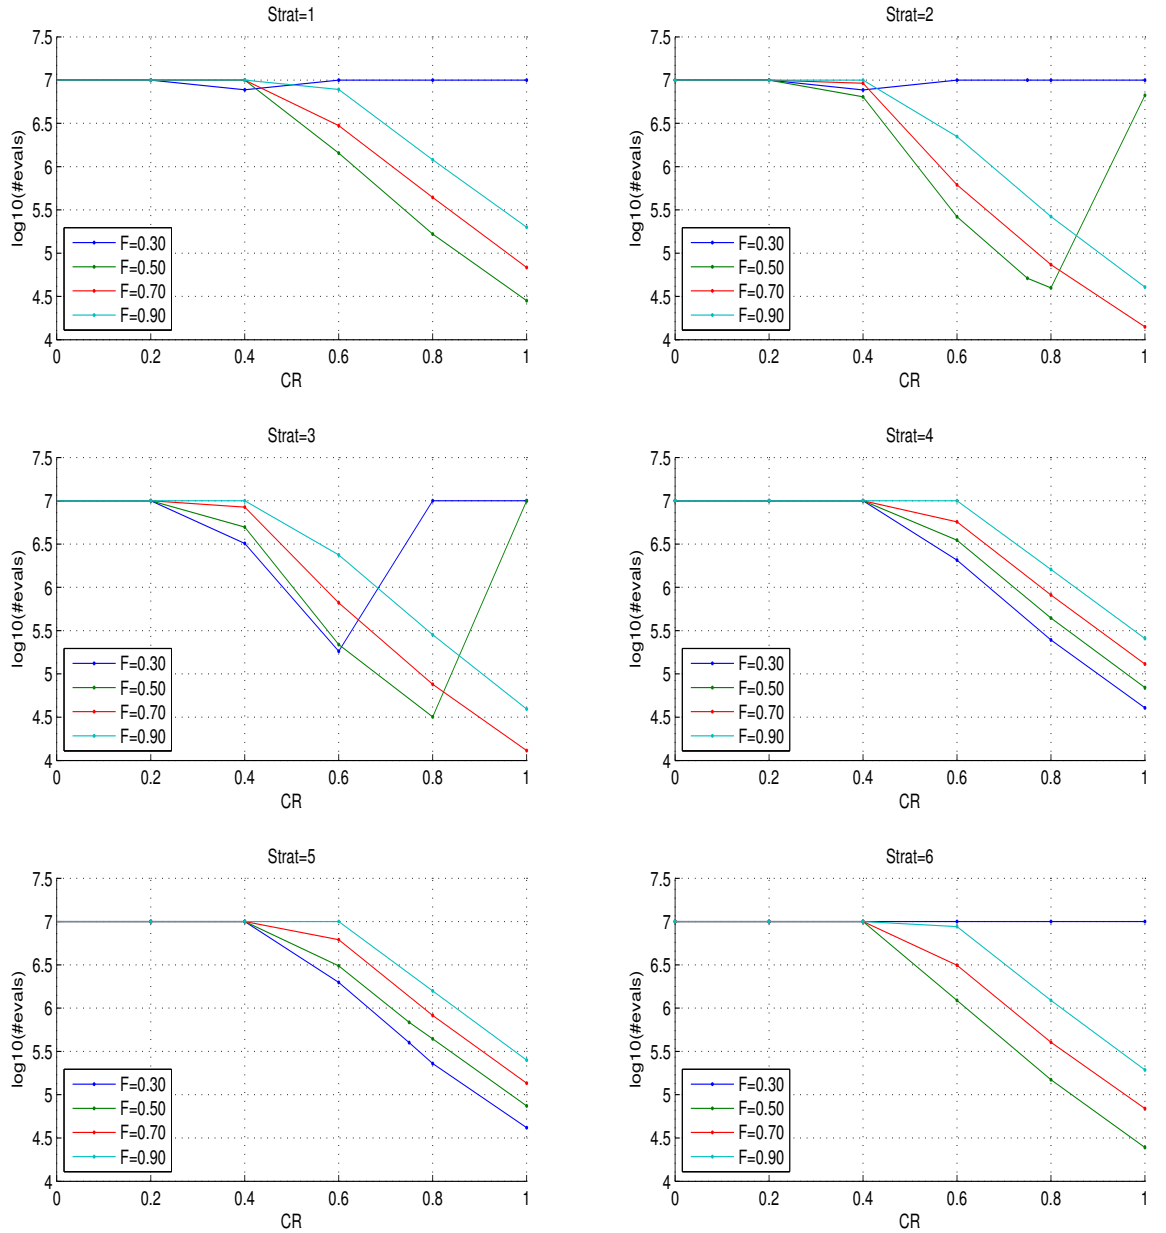 Strat=1
7.5
7
6.5
6
5.5
5
4.5
4
log10(#evals)
F=0.30
F=0.50
F=0.70
F=0.90
0 0.2 0.4 0.6 0.8 1
CR
Strat=2
7.5
7
6.5
6
5.5
5
4.5
4
log10(#evals)
F=0.30
F=0.50
F=0.70
F=0.90
0 0.2 0.4 0.6 0.8 1
CR
Strat=3
7.5
7
6.5
6
5.5
5
4.5
4
log10(#evals)
F=0.30
F=0.50
F=0.70
F=0.90
0 0.2 0.4 0.6 0.8 1
CR
Strat=4
7.5
7
6.5
6
5.5
5
4.5
4
log10(#evals)
F=0.30
F=0.50
F=0.70
F=0.90
0 0.2 0.4 0.6 0.8 1
CR
Strat=5
7.5
7
6.5
6
5.5
5
4.5
4
log10(#evals)
F=0.30
F=0.50
F=0.70
F=0.90
0 0.2 0.4 0.6 0.8 1
CR
Strat=6
7.5
7
6.5
6
5.5
5
4.5
4
log10(#evals)
F=0.30
F=0.50
F=0.70
F=0.90
0 0.2 0.4 0.6 0.8 1
CR